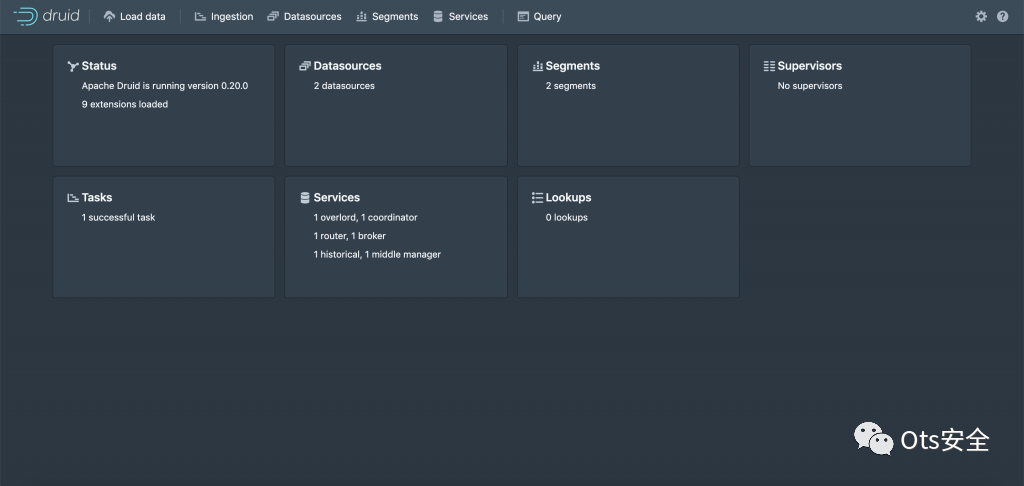 druid Load data Ingestion Datasources Segments Services Query
Status
Apache Druid is running version 0.20.0
9 extensions loaded
Datasources
2 datasources
Segments
2 segments
Supervisors
No supervisors
Tasks
1 successful task
Services
1 overlord, 1 coordinator
1 router, 1 broker
1 historical, 1 middle manager
Lookups
0 lookups
Ots安全